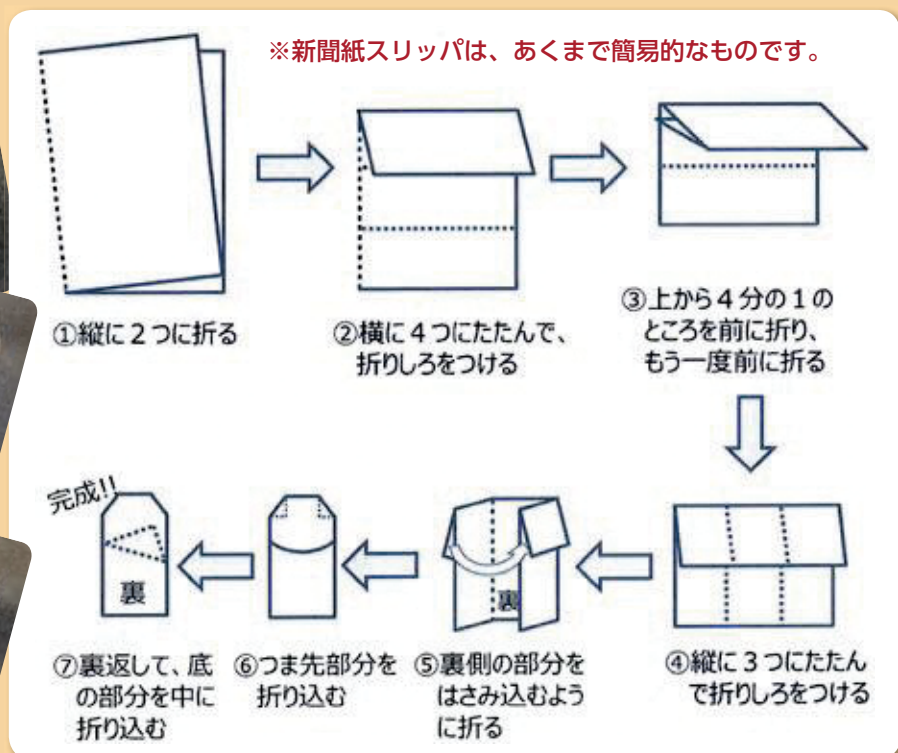 ※新聞紙スリッパは、あくまで簡易的なものです。
①縦に2つに折る
②横に4つにたたんで、
折りしろをつける
③上から4分の1の
ところを前に折り、
もう一度前に折る
④縦に3つにたたん
で折りしろをつける
裏
⑤裏側の部分を
はさみ込むよう
に折る
⑥つま先部分を
折り込む
完成!!
裏
⑦裏返して、底
の部分を中に
折り込む